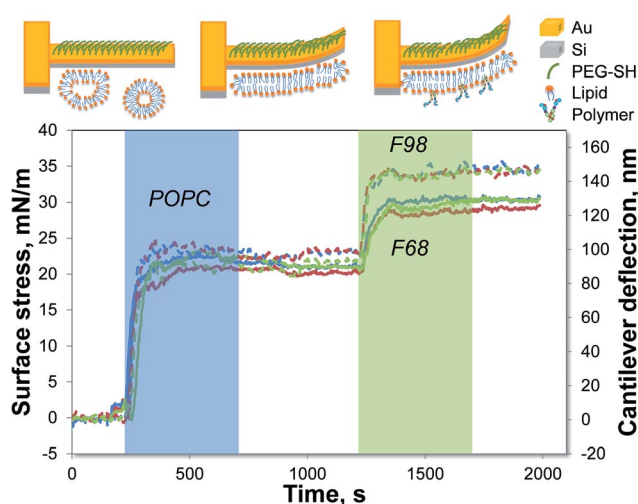 Au
Si
PEG-SH
Lipid
Polymer
40
35
30
25
20
15
10
5
0
-5
160
140
120
100
80
60
40
20
0
-20
POPC
F98
F68
Surface stress, mN/m
Cantilever deflection, nm
0
500
1000
1500
2000
Time, s